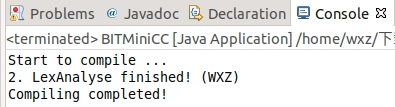 Problems @ Javadoc Declaration Console
<terminated> BITMiniCC [Java Application] /home/wxz/下
Start to compile ...
2. LexAnalyse finished! (WXZ)
Compiling completed!